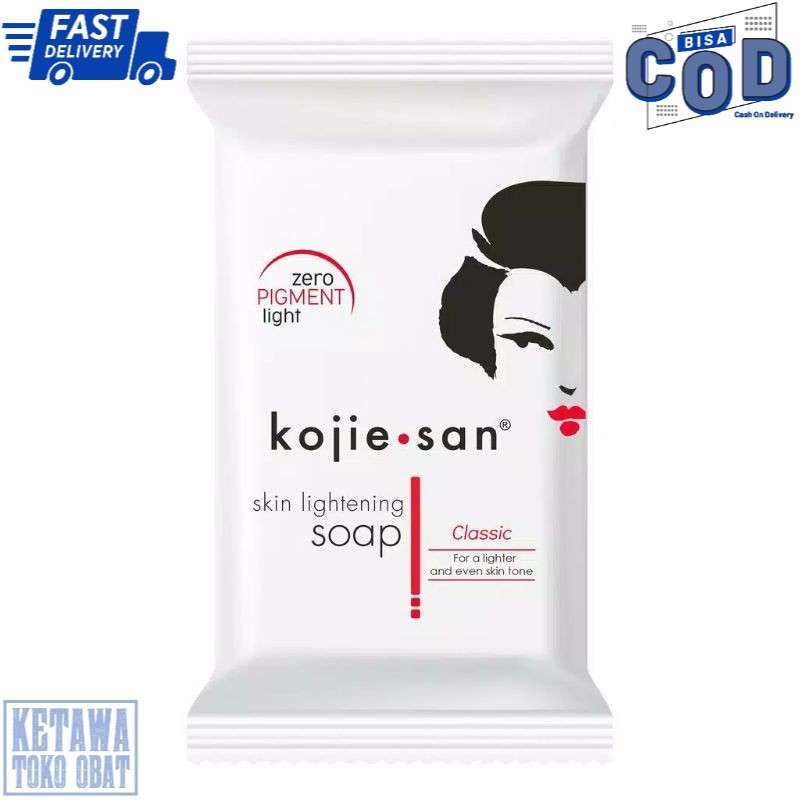 FAST
DELIVERY
BISA
COD
Cash On Delivery
zero
PIGMENT
light
kojie•san®
skin lightening
soap
Classic
For a lighter
and even skin tone
KETAWA
TOKO OBAT